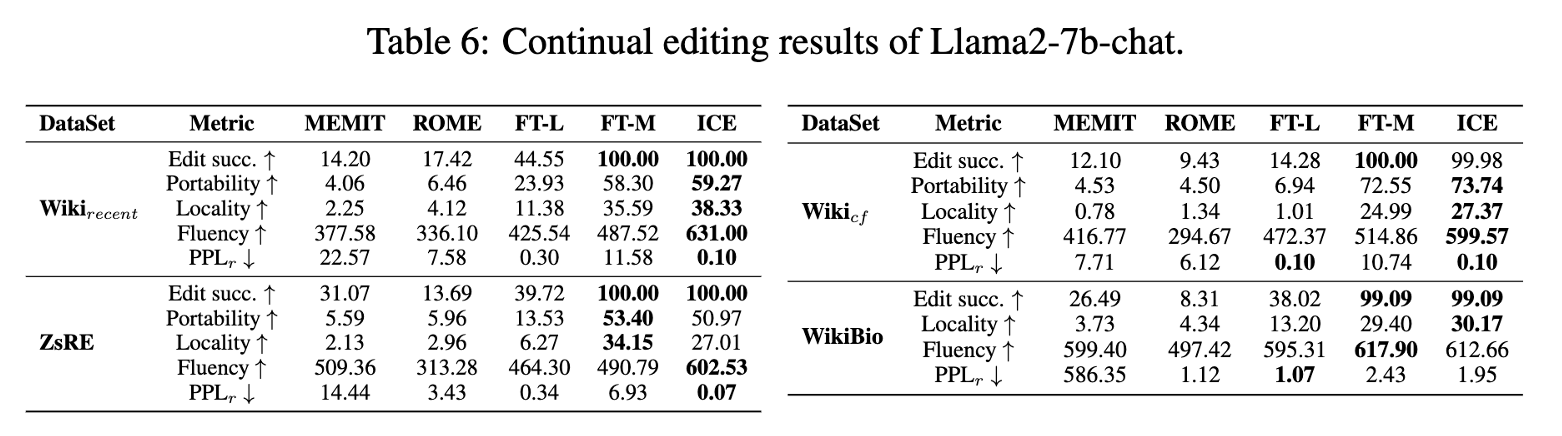 Table 6: Continual editing results of Llama2-7b-chat.
DataSet Metric MEMIT ROME FT-L FT-M ICE
Wiki_recent
Edit succ. ↑ 14.20 17.42 44.55 100.00 100.00
Portability ↑ 4.06 6.46 23.93 58.30 59.27
Locality ↑ 2.25 4.12 11.38 35.59 38.33
Fluency ↑ 377.58 336.10 425.54 487.52 631.00
PPL_r ↓ 22.57 7.58 0.30 11.58 0.10
ZsRE
Edit succ. ↑ 31.07 13.69 39.72 100.00 100.00
Portability ↑ 5.59 5.96 13.53 53.40 50.97
Locality ↑ 2.13 2.96 6.27 34.15 27.01
Fluency ↑ 509.36 313.28 464.30 490.79 602.53
PPL_r ↓ 14.44 3.43 0.34 6.93 0.07
DataSet Metric MEMIT ROME FT-L FT-M ICE
Wiki_cf
Edit succ. ↑ 12.10 9.43 14.28 100.00 99.98
Portability ↑ 4.53 4.50 6.94 72.55 73.74
Locality ↑ 0.78 1.34 1.01 24.99 27.37
Fluency ↑ 416.77 294.67 472.37 514.86 599.57
PPL_r ↓ 7.71 6.12 0.10 10.74 0.10
WikiBio
Edit succ. ↑ 26.49 8.31 38.02 99.09 99.09
Locality ↑ 3.73 4.34 13.20 29.40 30.17
Fluency ↑ 599.40 497.42 595.31 617.90 612.66
PPL_r ↓ 586.35 1.12 1.07 2.43 1.95